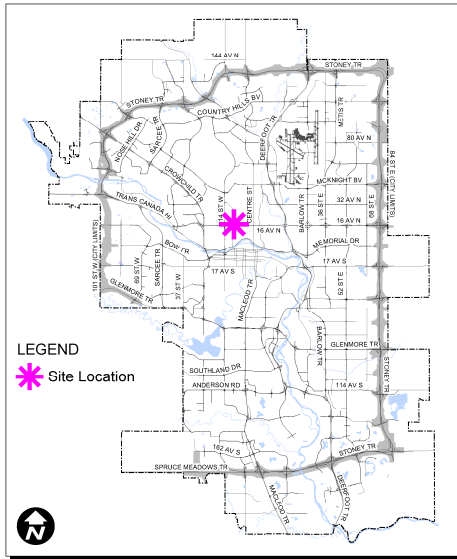 144 AV N
STONEY TR
STONEY TR
COUNTRY HILLS BV
METIS TR
NOSE HILL DR
SARCEE TR
DEERFOOT TR
80 AV N
84 ST E (CITY LIMITS)
CROWCHILD TR
MCKNIGHT BV
TRANS CANADA HI
14 ST W
CENTRE ST
BARLOW TR
36 ST E
32 AV N
68 ST E
16 AV N
16 AV N
101 ST W (CITY LIMITS)
BOW TR
MEMORIAL DR
69 ST W
SARCEE TR
37 ST W
17 AV S
17 AV S
52 ST E
GLENMORE TR
MACLEOD TR
BARLOW TR
GLENMORE TR
STONEY TR
LEGEND
Site Location
SOUTHLAND DR
ANDERSON RD
114 AV S
162 AV S
STONEY TR
SPRUCE MEADOWS TR
MACLEOD TR
DEERFOOT TR
N